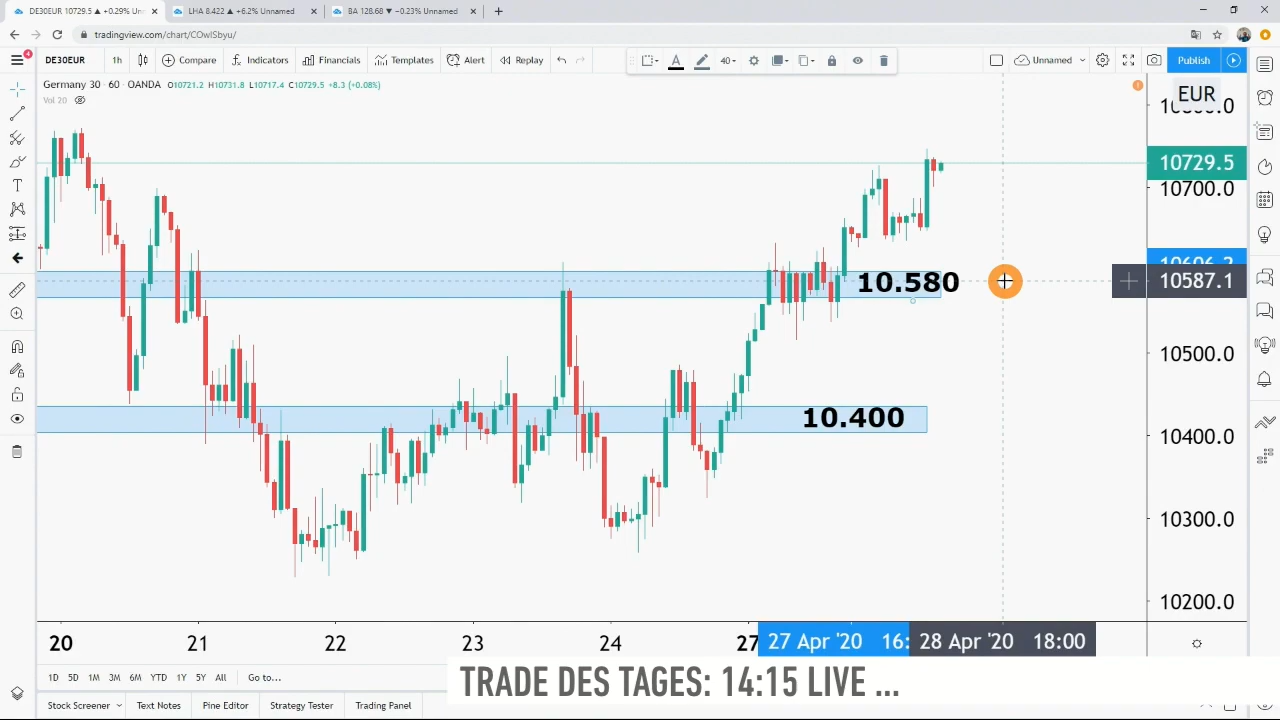 DE30EUR 10729.5 ▲ +0.29% Unna
LHA 8.422 ▲ +6.2% Unnamed
BA 128.68 ▼ −0.23% Unnamed
tradingview.com/chart/COwlSbyu/
4
DE30EUR
1h
Compare
Indicators
Financials
Templates
Alert
Replay
40
Unnamed
Publish
Germany 30 · 60 · OANDA O10721.2 H10731.8 L10717.4 C10729.5 +8.3 (+0.08%)
Vol 20
EUR
10729.5
10700.0
10.580
10587.1
10500.0
10.400
10400.0
10300.0
10200.0
20
21
22
23
24
27
27 Apr '20 16:
28 Apr '20 18:00
1D 5D 1M 3M 6M YTD 1Y 5Y All Go to...
TRADE DES TAGES: 14:15 LIVE ...
Stock Screener
Text Notes
Pine Editor
Strategy Tester
Trading Panel